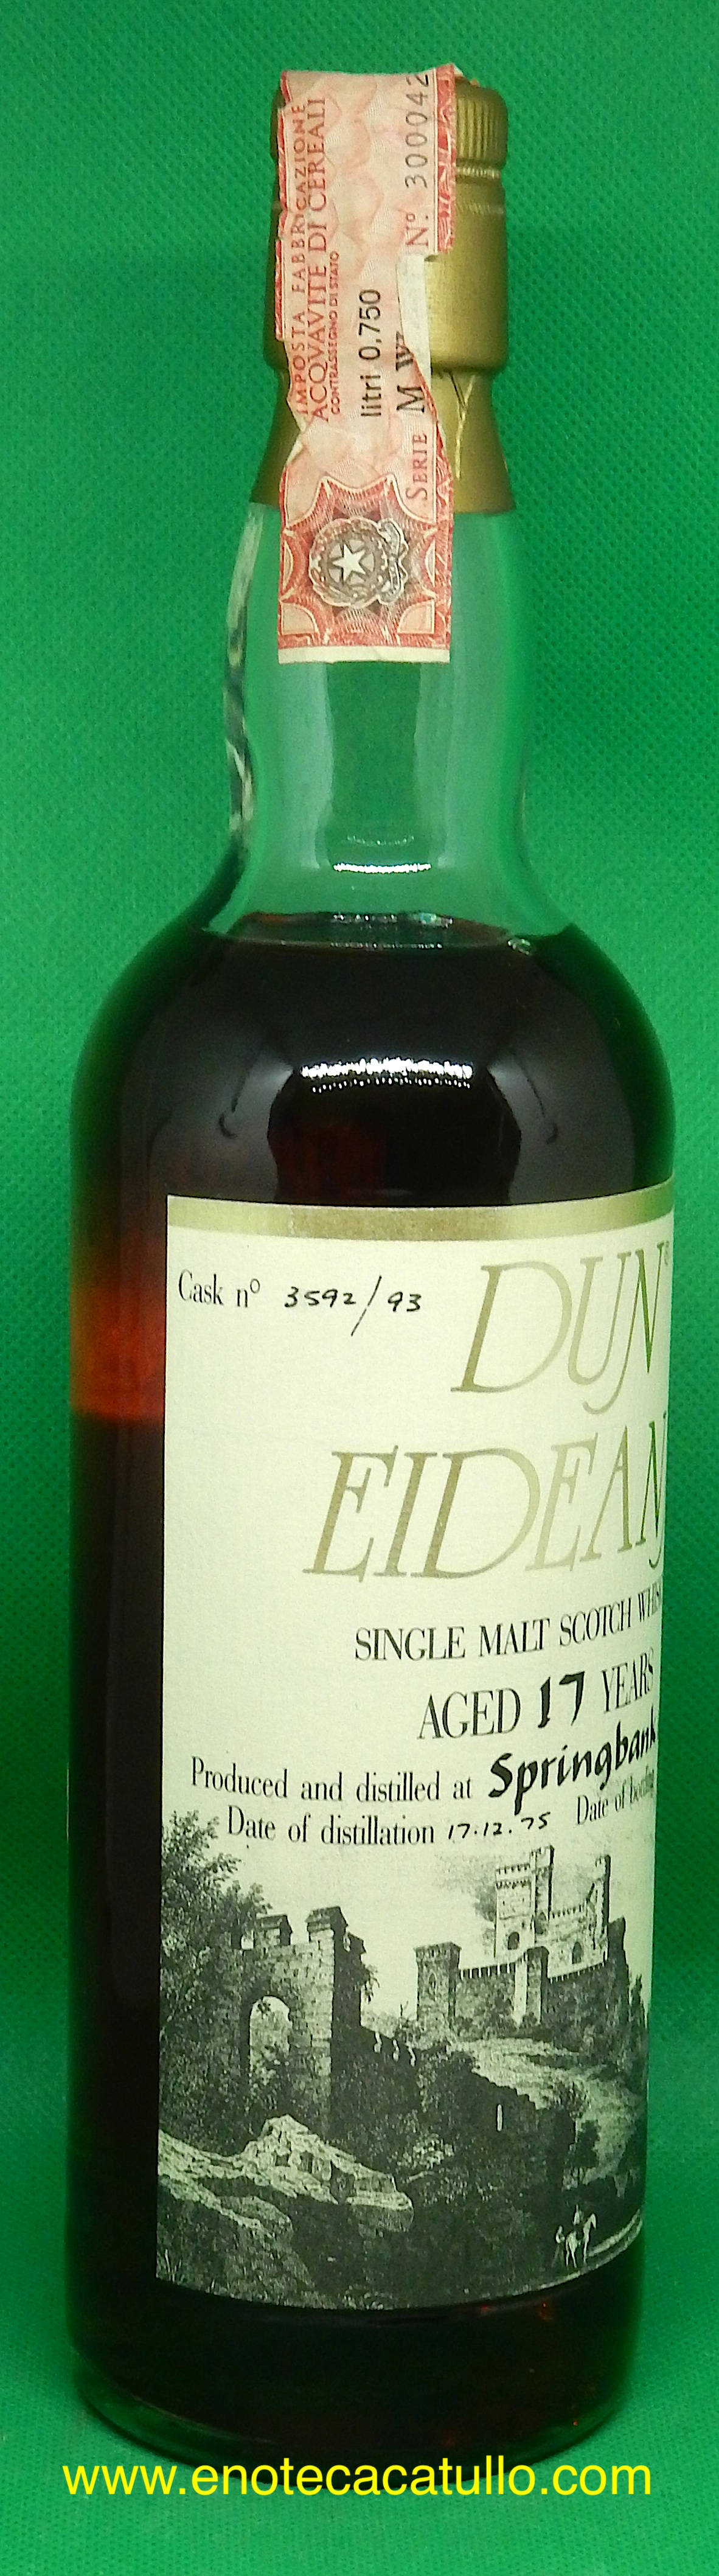 IMPOSTA FABBRICAZIONE
ACQVAVITE DI CEREALI
CONTRASSEGNO DI STATO
litri 0,750
SERIE M W
N° 300042
Cask n° 3592/93
DUN®
EIDEAN
SINGLE MALT SCOTCH
AGED 17 YEARS
Produced and distilled at Springbank
Date of distillation 17.12.75 Date of
www.enotecacatullo.com